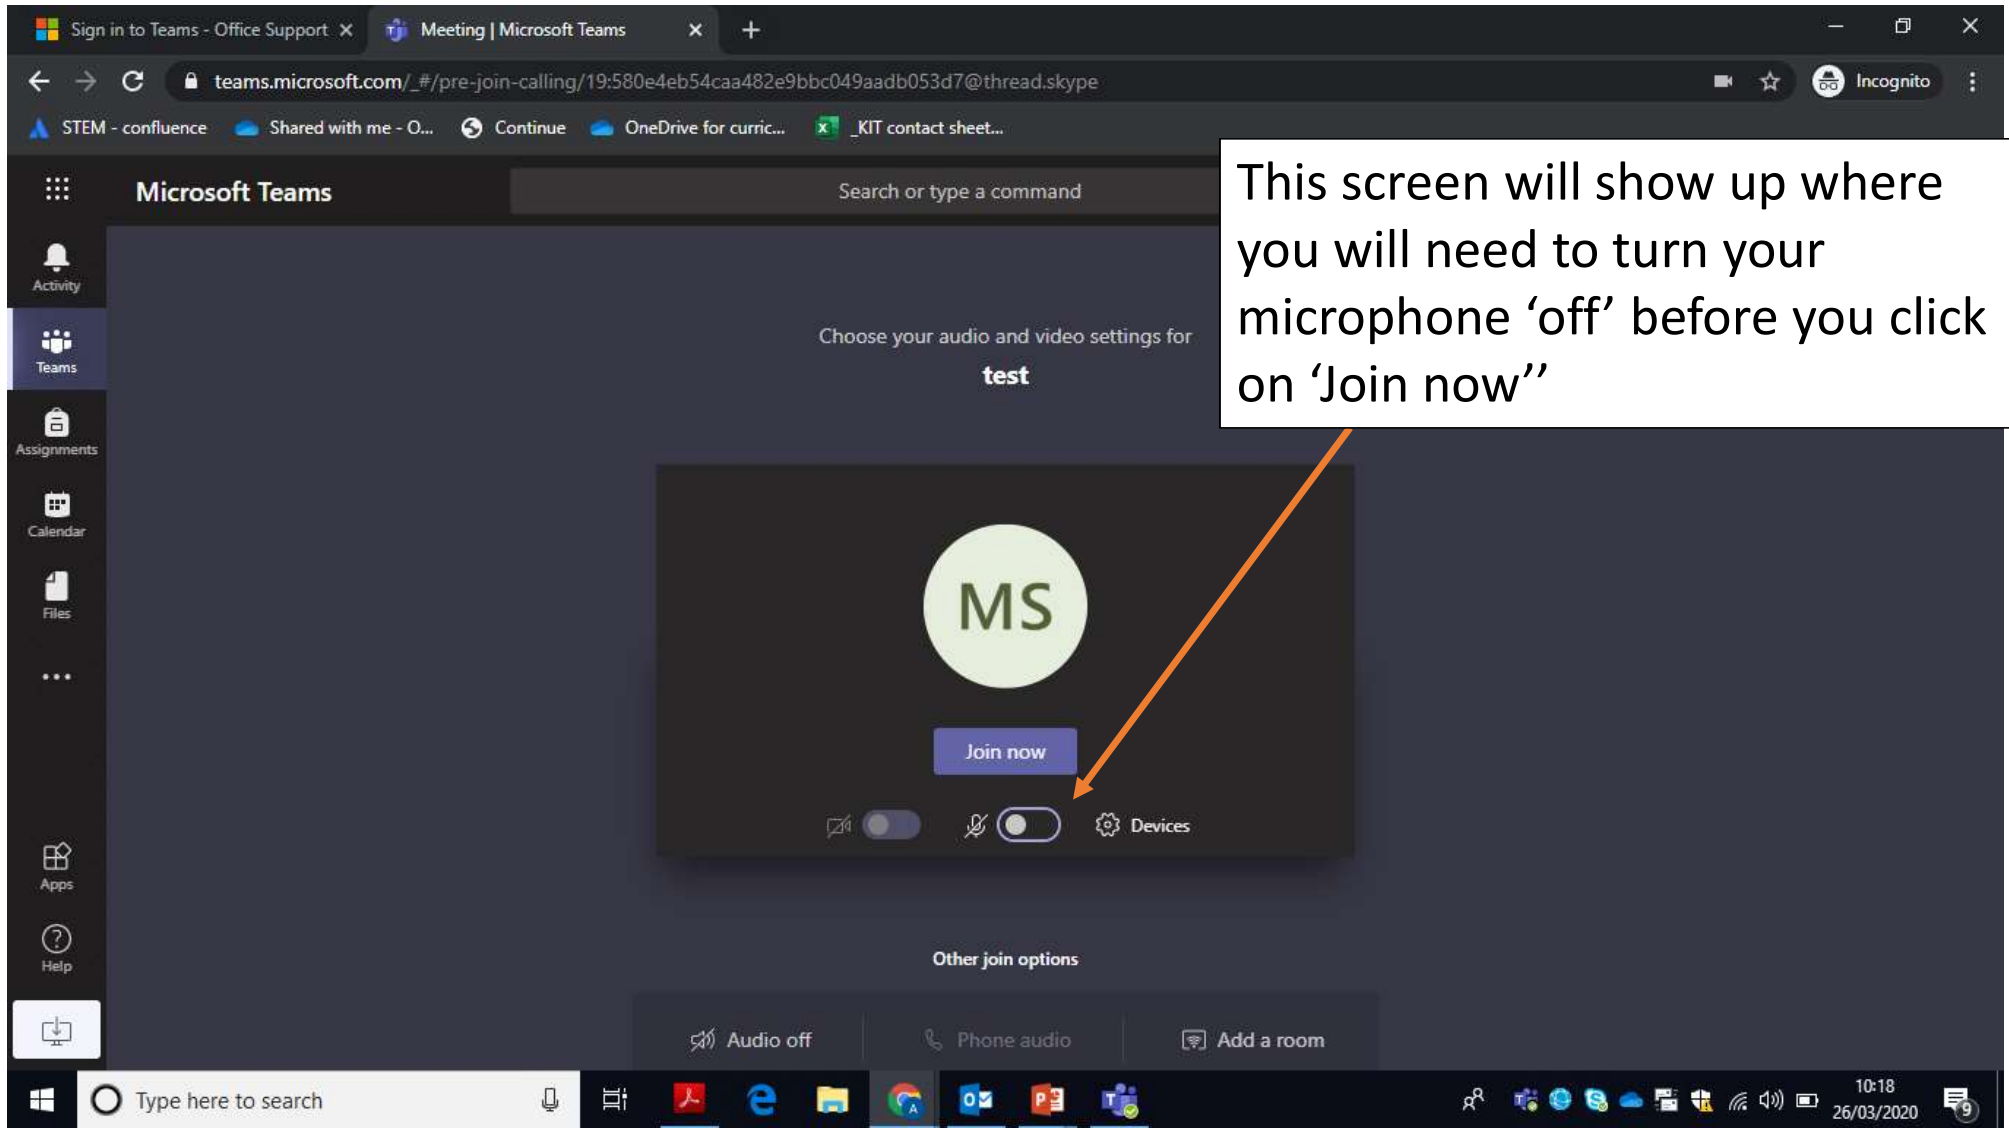 Sign in to Teams - Office Support
Meeting | Microsoft Teams
teams.microsoft.com/_#/pre-join-calling/19:580e4eb54caa482e9bbc049aadb053d7@thread.skype
Incognito
STEM - confluence
Shared with me - O...
Continue
OneDrive for curric...
_KIT contact sheet...
Microsoft Teams
Search or type a command
This screen will show up where
you will need to turn your
microphone ‘off’ before you click
on ‘Join now’’
Activity
Teams
Assignments
Calendar
Files
Apps
Help
Choose your audio and video settings for
test
MS
Join now
Devices
Other join options
Audio off
Phone audio
Add a room
Type here to search
10:18
26/03/2020
9